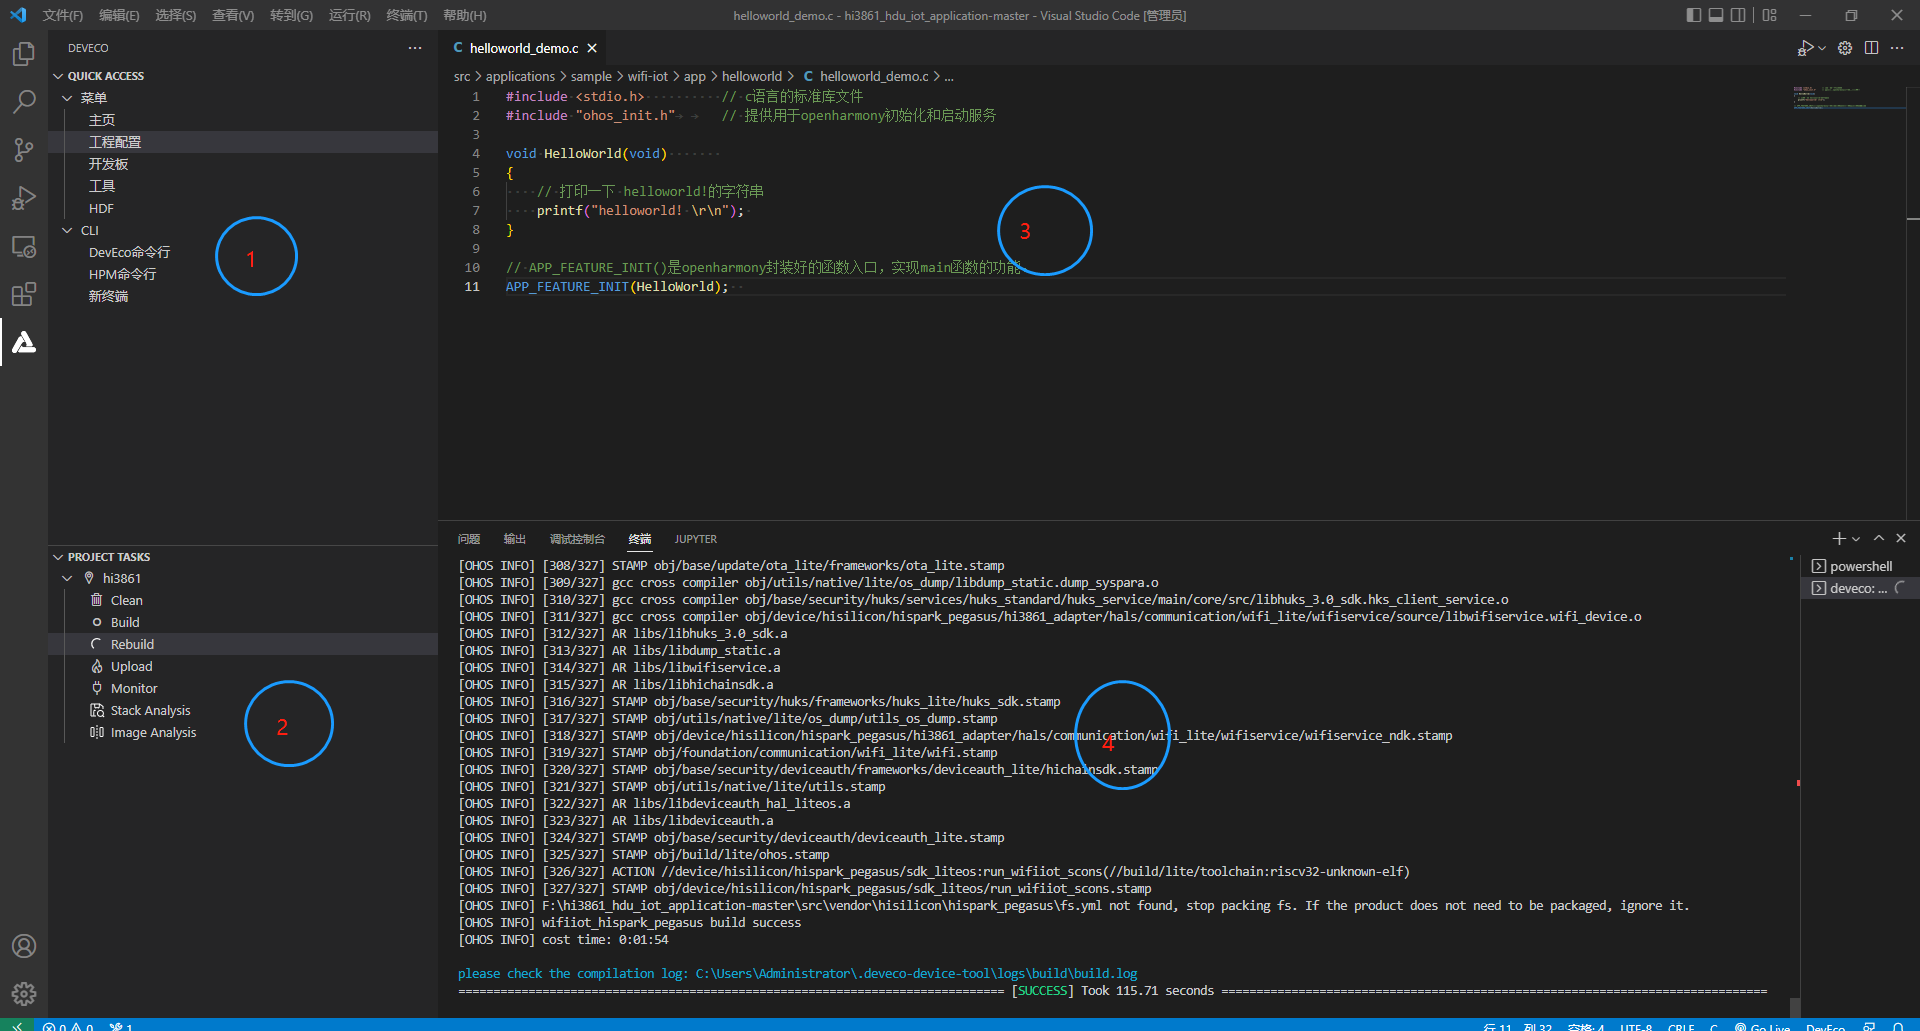 文件(F) 编辑(E) 选择(S) 查看(V) 转到(G) 运行(R) 终端(T) 帮助(H)
helloworld_demo.c - hi3861_hdu_iot_application-master - Visual Studio Code [管理员]
DEVECO
QUICK ACCESS
菜单
主页
工程配置
开发板
工具
HDF
CLI
DevEco命令行
HPM命令行
新终端
1
PROJECT TASKS
hi3861
Clean
Build
Rebuild
Upload
Monitor
Stack Analysis
Image Analysis
2
C helloworld_demo.c
src > applications > sample > wifi-iot > app > helloworld > C helloworld_demo.c > ...
1 #include <stdio.h> // c语言的标准库文件
2 #include "ohos_init.h" // 提供用于openharmony初始化和启动服务
3
4 void HelloWorld(void)
5 {
6 // 打印一下 helloworld!的字符串
7 printf("helloworld! \r\n");
8 }
9
10 // APP_FEATURE_INIT()是openharmony封装好的函数入口，实现main函数的功能
11 APP_FEATURE_INIT(HelloWorld);
3
问题 输出 调试控制台 终端 JUPYTER
[OHOS INFO] [308/327] STAMP obj/base/update/ota_lite/frameworks/ota_lite.stamp
[OHOS INFO] [309/327] gcc cross compiler obj/utils/native/lite/os_dump/libdump_static.dump_syspara.o
[OHOS INFO] [310/327] gcc cross compiler obj/base/security/huks/services/huks_standard/huks_service/main/core/src/libhuks_3.0_sdk.hks_client_service.o
[OHOS INFO] [311/327] gcc cross compiler obj/device/hisilicon/hispark_pegasus/hi3861_adapter/hals/communication/wifi_lite/wifiservice/source/libwifiservice.wifi_device.o
[OHOS INFO] [312/327] AR libs/libhuks_3.0_sdk.a
[OHOS INFO] [313/327] AR libs/libdump_static.a
[OHOS INFO] [314/327] AR libs/libwifiservice.a
[OHOS INFO] [315/327] AR libs/libhichainsdk.a
[OHOS INFO] [316/327] STAMP obj/base/security/huks/frameworks/huks_lite/huks_sdk.stamp
[OHOS INFO] [317/327] STAMP obj/utils/native/lite/os_dump/utils_os_dump.stamp
[OHOS INFO] [318/327] STAMP obj/device/hisilicon/hispark_pegasus/hi3861_adapter/hals/communication/wifi_lite/wifiservice/wifiservice_ndk.stamp
[OHOS INFO] [319/327] STAMP obj/foundation/communication/wifi_lite/wifi.stamp
[OHOS INFO] [320/327] STAMP obj/base/security/deviceauth/frameworks/deviceauth_lite/hichainsdk.stamp
[OHOS INFO] [321/327] STAMP obj/utils/native/lite/utils.stamp
[OHOS INFO] [322/327] AR libs/libdeviceauth_hal_liteos.a
[OHOS INFO] [323/327] AR libs/libdeviceauth.a
[OHOS INFO] [324/327] STAMP obj/base/security/deviceauth/deviceauth_lite.stamp
[OHOS INFO] [325/327] STAMP obj/build/lite/ohos.stamp
[OHOS INFO] [326/327] ACTION //device/hisilicon/hispark_pegasus/sdk_liteos:run_wifiiot_scons(//build/lite/toolchain:riscv32-unknown-elf)
[OHOS INFO] [327/327] STAMP obj/device/hisilicon/hispark_pegasus/sdk_liteos/run_wifiiot_scons.stamp
[OHOS INFO] F:\hi3861_hdu_iot_application-master\src\vendor\hisilicon\hispark_pegasus\fs.yml not found, stop packing fs. If the product does not need to be packaged, ignore it.
[OHOS INFO] wifiiot_hispark_pegasus build success
[OHOS INFO] cost time: 0:01:54
please check the compilation log: C:\Users\Administrator\.deveco-device-tool\logs\build\build.log
============================================================================== [SUCCESS] Took 115.71 seconds ==============================================================================
4
powershell
deveco: ...
0 0 1
行 11, 列 32 空格: 4 UTF-8 CRLF C Go Live DevEco